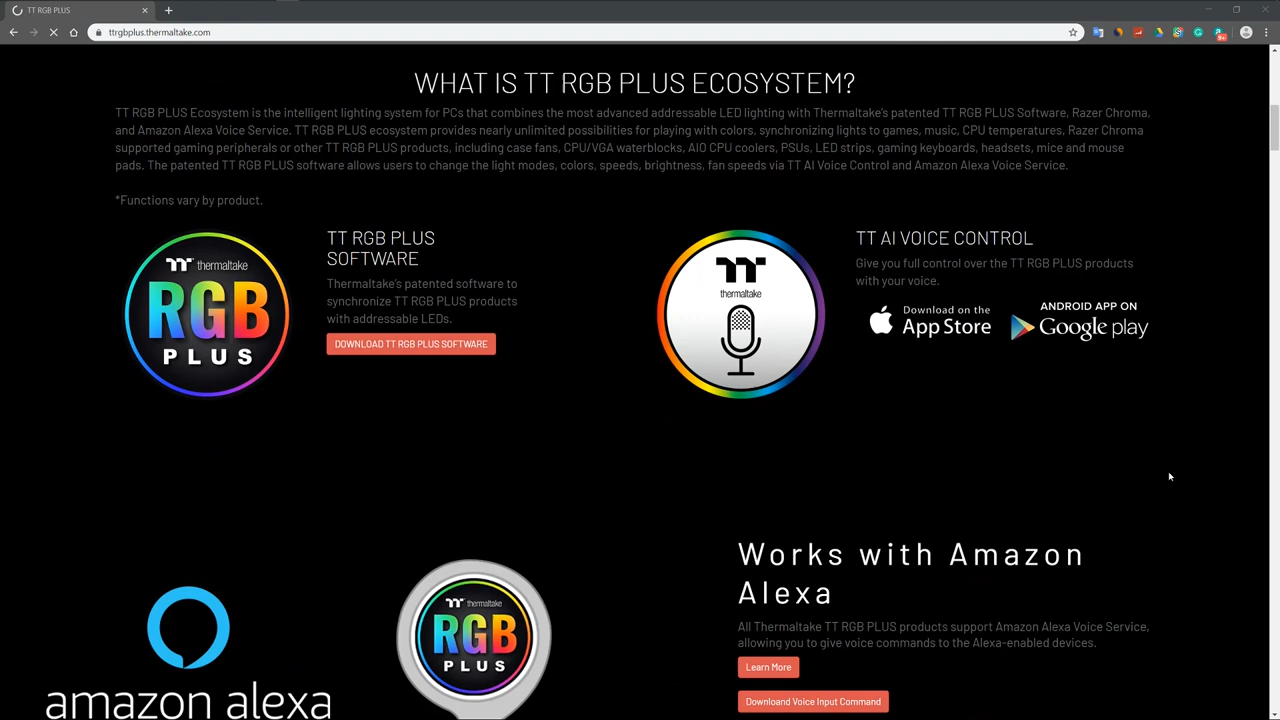 TT RGB PLUS
ttrgbplus.thermaltake.com
9+
WHAT IS TT RGB PLUS ECOSYSTEM?
TT RGB PLUS Ecosystem is the intelligent lighting system for PCs that combines the most advanced addressable LED lighting with Thermaltake's patented TT RGB PLUS Software, Razer Chroma,
and Amazon Alexa Voice Service. TT RGB PLUS ecosystem provides nearly unlimited possibilities for playing with colors, synchronizing lights to games, music, CPU temperatures, Razer Chroma
supported gaming peripherals or other TT RGB PLUS products, including case fans, CPU/VGA waterblocks, AIO CPU coolers, PSUs, LED strips, gaming keyboards, headsets, mice and mouse
pads. The patented TT RGB PLUS software allows users to change the light modes, colors, speeds, brightness, fan speeds via TT AI Voice Control and Amazon Alexa Voice Service.
*Functions vary by product.
thermaltake
RGB
PLUS
TT RGB PLUS
SOFTWARE
Thermaltake's patented software to
synchronize TT RGB PLUS products
with addressable LEDs.
DOWNLOAD TT RGB PLUS SOFTWARE
thermaltake
TT AI VOICE CONTROL
Give you full control over the TT RGB PLUS products
with your voice.
Download on the
App Store
ANDROID APP ON
Google play
amazon alexa
thermaltake
RGB
PLUS
Works with Amazon
Alexa
All Thermaltake TT RGB PLUS products support Amazon Alexa Voice Service,
allowing you to give voice commands to the Alexa-enabled devices.
Learn More
Downloand Voice Input Command